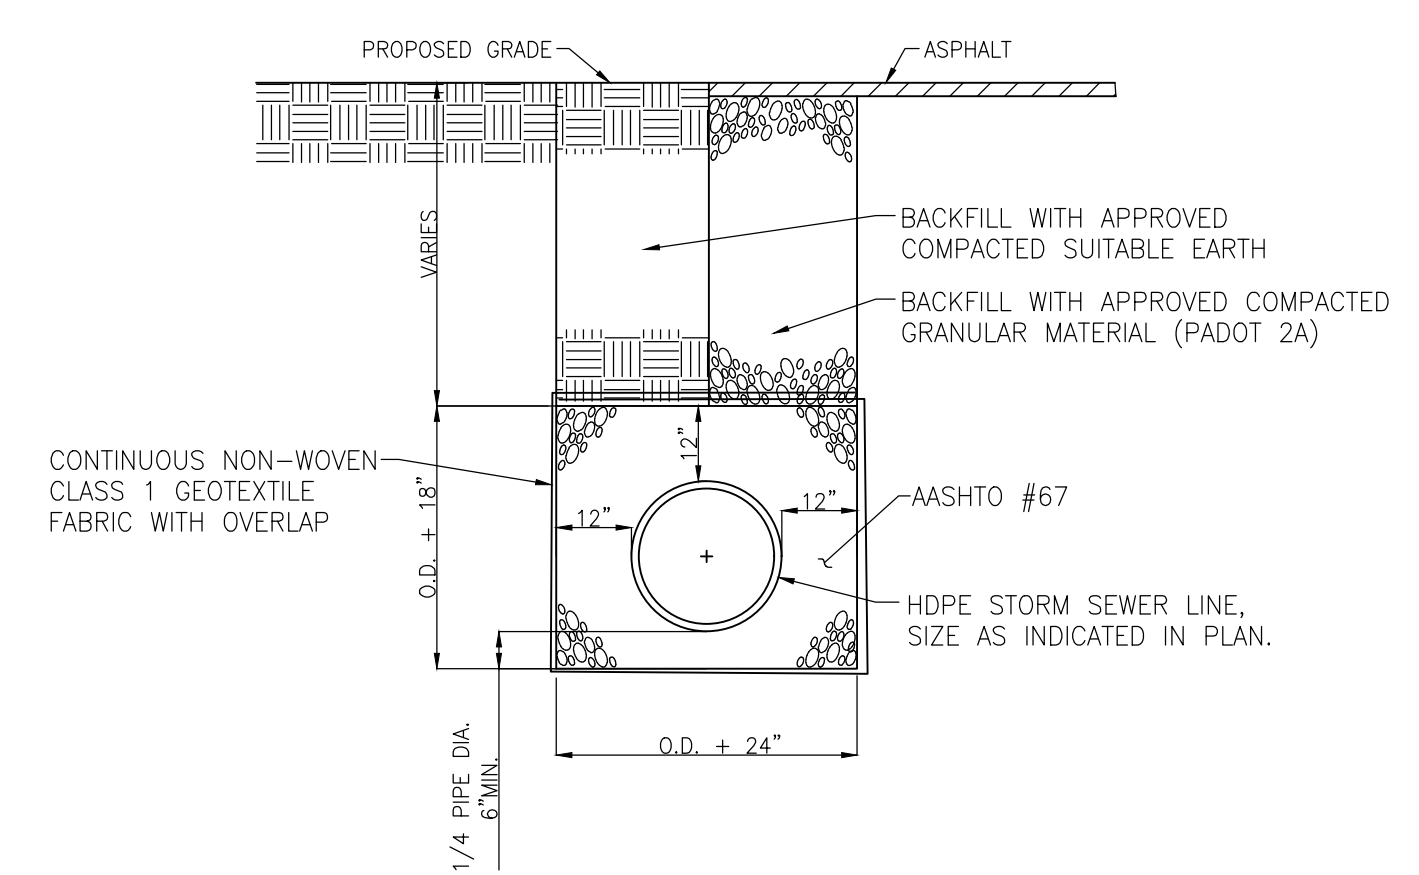 PROPOSED GRADE
ASPHALT
VARIES
BACKFILL WITH APPROVED
COMPACTED SUITABLE EARTH
BACKFILL WITH APPROVED COMPACTED
GRANULAR MATERIAL (PADOT 2A)
CONTINUOUS NON-WOVEN
CLASS 1 GEOTEXTILE
FABRIC WITH OVERLAP
O.D. + 18"
12"
12"
12"
AASHTO #67
HDPE STORM SEWER LINE,
SIZE AS INDICATED IN PLAN.
O.D. + 24"
1/4 PIPE DIA.
6"MIN.